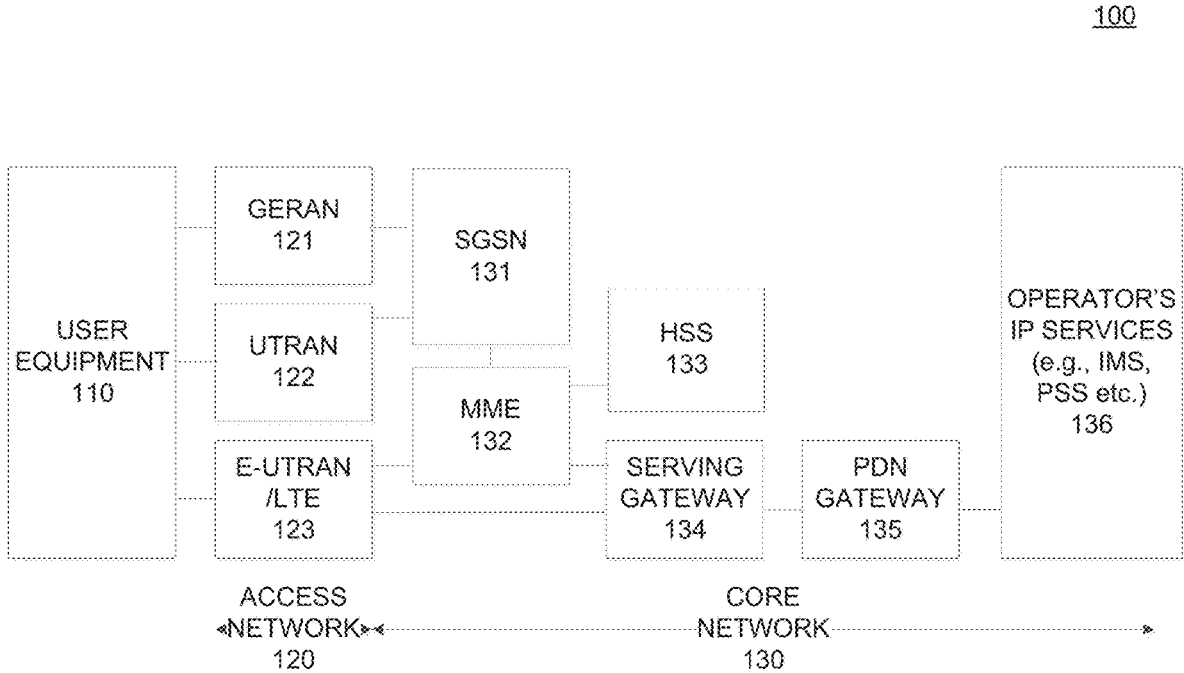 100
USER
EQUIPMENT
110
GERAN
121
UTRAN
122
E-UTRAN
/LTE
123
SGSN
131
MME
132
HSS
133
SERVING
GATEWAY
134
PDN
GATEWAY
135
OPERATOR'S
IP SERVICES
(e.g., IMS,
PSS etc.)
136
ACCESS
NETWORK
120
CORE
NETWORK
130